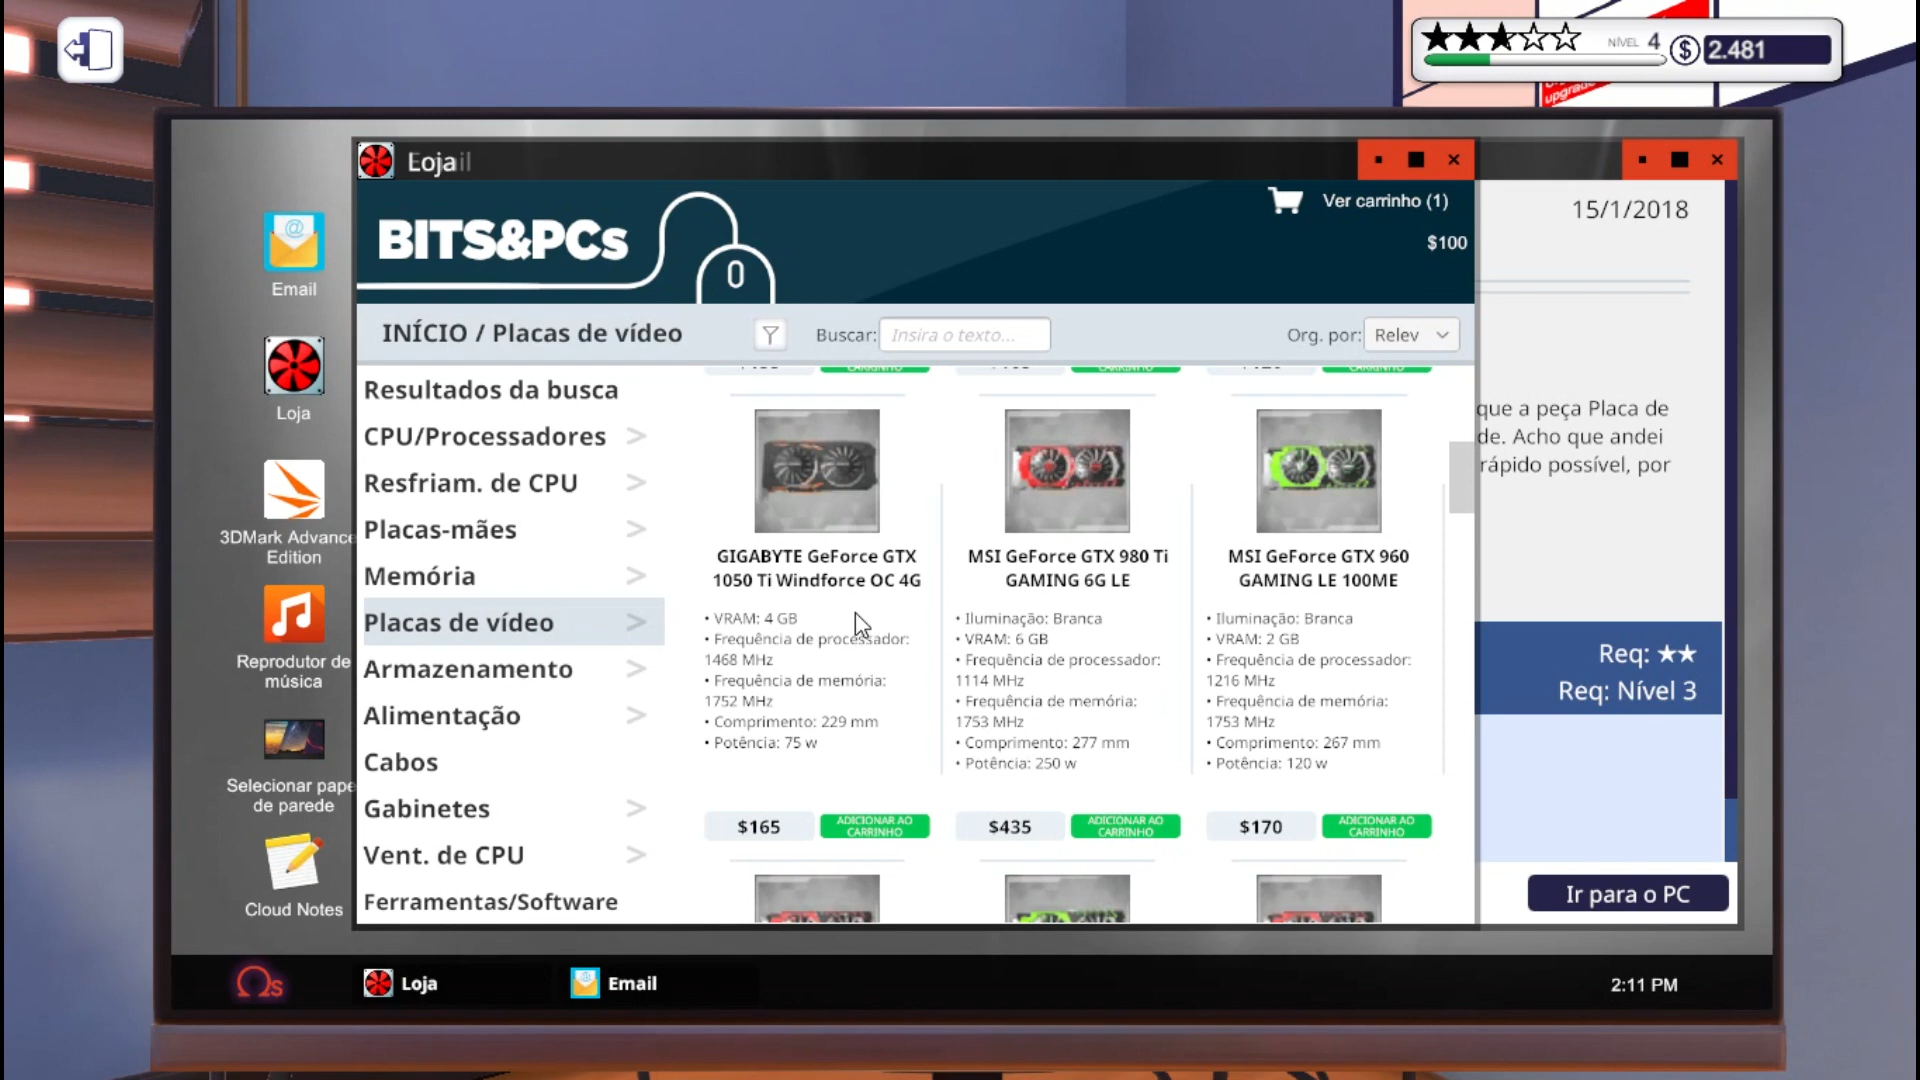 NÍVEL 4
2.481
upgrade
Loja
BITS&PCs
Ver carrinho (1)
$100
15/1/2018
INÍCIO / Placas de vídeo
Buscar:
Insira o texto...
Org. por:
Relev
Resultados da busca
CPU/Processadores
Resfriam. de CPU
Placas-mães
Memória
Placas de vídeo
Armazenamento
Alimentação
Cabos
Gabinetes
Vent. de CPU
Ferramentas/Software
CARRINHO
CARRINHO
CARRINHO
GIGABYTE GeForce GTX
1050 Ti Windforce OC 4G
• VRAM: 4 GB
• Frequência de processador:
1468 MHz
• Frequência de memória:
1752 MHz
• Comprimento: 229 mm
• Potência: 75 w
$165
ADICIONAR AO
CARRINHO
MSI GeForce GTX 980 Ti
GAMING 6G LE
• Iluminação: Branca
• VRAM: 6 GB
• Frequência de processador:
1114 MHz
• Frequência de memória:
1753 MHz
• Comprimento: 277 mm
• Potência: 250 w
$435
ADICIONAR AO
CARRINHO
MSI GeForce GTX 960
GAMING LE 100ME
• Iluminação: Branca
• VRAM: 2 GB
• Frequência de processador:
1216 MHz
• Frequência de memória:
1753 MHz
• Comprimento: 267 mm
• Potência: 120 w
$170
ADICIONAR AO
CARRINHO
que a peça Placa de
de. Acho que andei
rápido possível, por
Req: ★★
Req: Nível 3
Ir para o PC
Email
Loja
3DMark Advance
Edition
Reprodutor de
música
Selecionar pape
de parede
Cloud Notes
Ωs
Loja
Email
2:11 PM